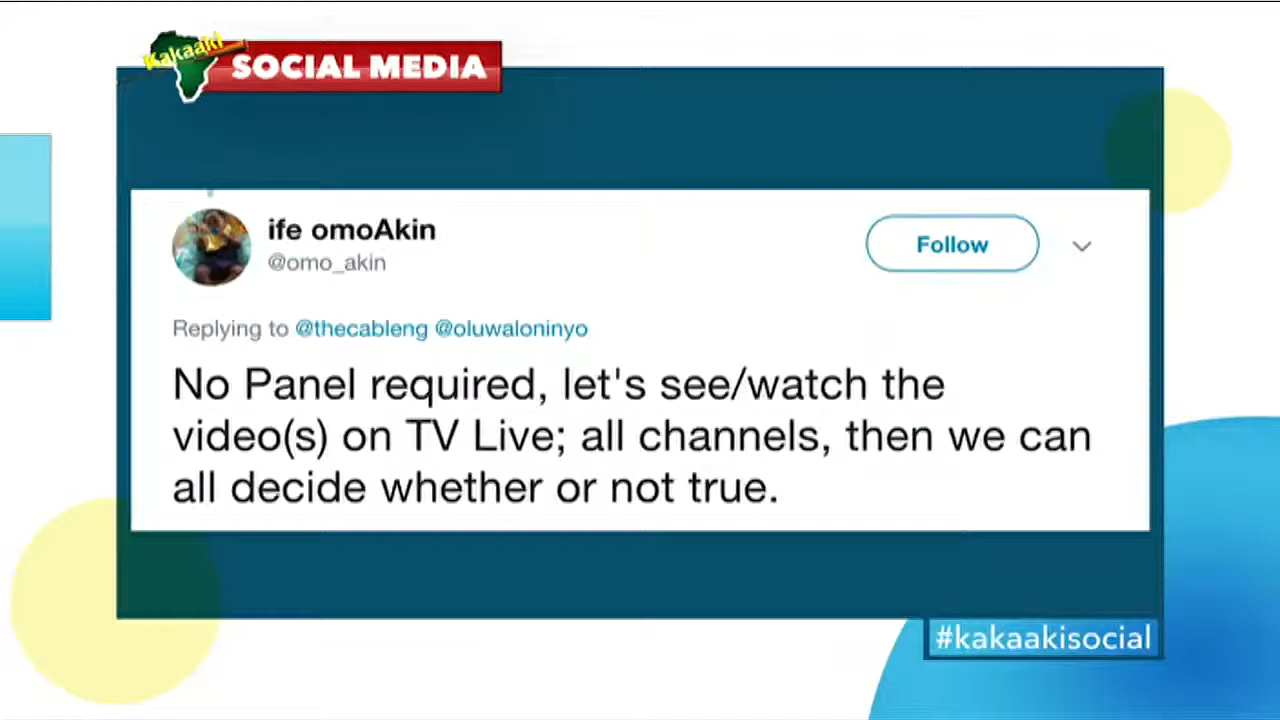 Kakaaki
SOCIAL MEDIA
ife omoAkin
@omo_akin
Follow
Replying to @thecableng @oluwaloninyo
No Panel required, let's see/watch the
video(s) on TV Live; all channels, then we can
all decide whether or not true.
#kakaakisocial